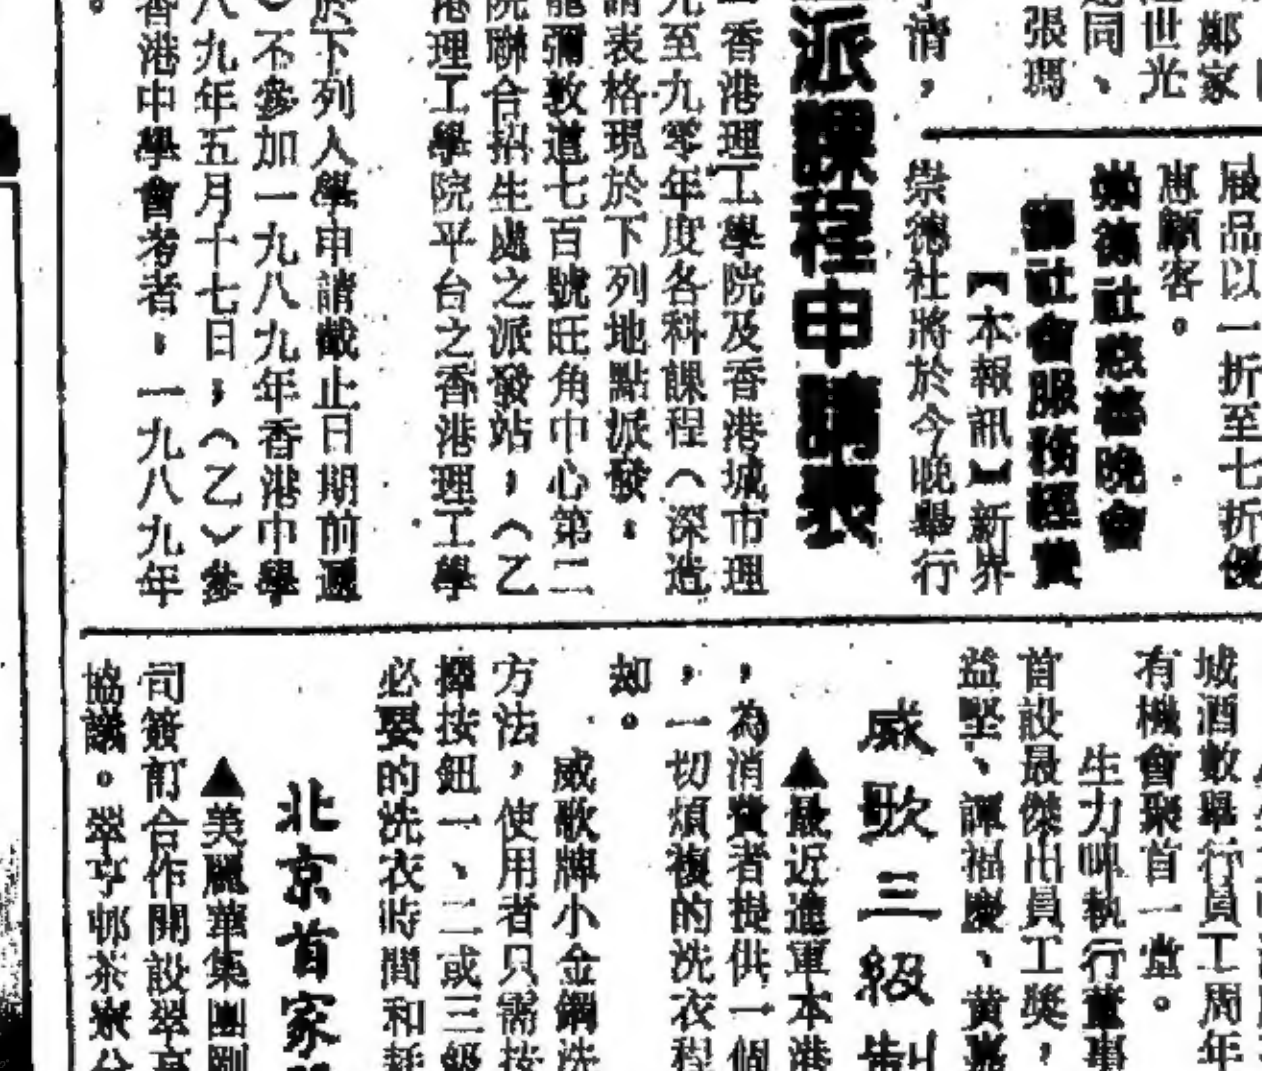 鄭家
世光
同、
張瑪
展品以一折至七折優
惠顧客。
崇德社慈善晚會
籌社會服務經費
【本報訊】新界
崇德社將於今晚舉行
派課程申請表
香港理工學院及香港城市理
至九零年度各科課程（深造
表格現於下列地點派發：
彌敦道七百號旺角中心第二
院聯合招生處之派發站，（乙
港理工學院平台之香港理工學
於下列入學申請截止日期前遞
不參加一九八九年香港中學
八九年五月十七日；（乙）參
香港中學會考者：一九八九年
城酒數舉行員工周年
有機會聚首一堂。
生力啤執行董事
首設最傑出員工獎，
益堅、譚福慶、黃
威歌三級制
▲最近進軍本港
，為消費者提供一個
，一切煩複的洗衣程
却。
威歌牌小金鋼洗
方法，使用者只需按
擇按鈕一、二或三級
必要的洗衣時間和耗
北京首家
▲美麗華集團剛
司簽訂合作開設翠亭
協議。翠亨邨茶寮分